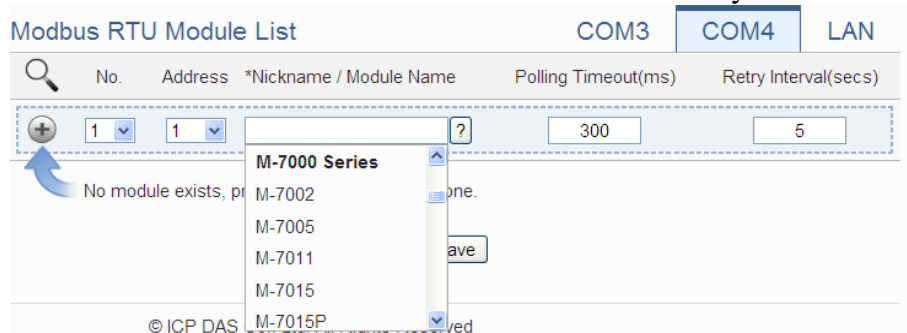 Modbus RTU Module List COM3 COM4 LAN
No. Address *Nickname / Module Name Polling Timeout(ms) Retry Interval(secs)
1 1 ? 300 5
M-7000 Series
No module exists, pr M-7002 one.
M-7005
M-7011 ave
M-7015
© ICP DAS M-7015P ved